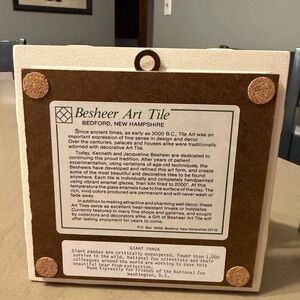 Besheer Art Tile
BEDFORD, NEW HAMPSHIRE
Since ancient times, as early as 3000 B.C., Tile Art was an
important expression of fine sense in design and decor.
Over the centuries, palaces and houses alike were traditionally
adorned with decorative Art Tile.
Today, Kenneth and Jacqueline Besheer are dedicated to
continuing this proud tradition. After years of patient
experimentation, using variations of age-old techniques, the
Besheers have developed and refined this art form, and create
some of the most beautiful and decorative tiles to be found
anywhere. Each tile is individually and completely handpainted
using vibrant enamel glazes, then kiln fired to 2000°. At this
temperature the glaze enamels fuse to the surface of the clay. The
rich, vivid colors produced are permanent and will never wash or
fade.
In addition to making attractive and charming wall decor, these
Art Tiles serve as excellent heat-resistant trivets or hotplates.
Currently featured in many fine shops and galleries, and sought
by collectors and decorators alike, a Gift of Besheer Art Tile will offer
lasting enjoyment for years to come.
P.O. Box Bedford, New Hampshire
GIANT PANDA
Giant pandas are critically endangered. Fewer than 1,000
survive in the wild. National Zoo scientists and their
colleagues around the world are working to save this
beautiful bear from extinction.
Made Expressly for Friends of the National Zoo
Washington, D.C.